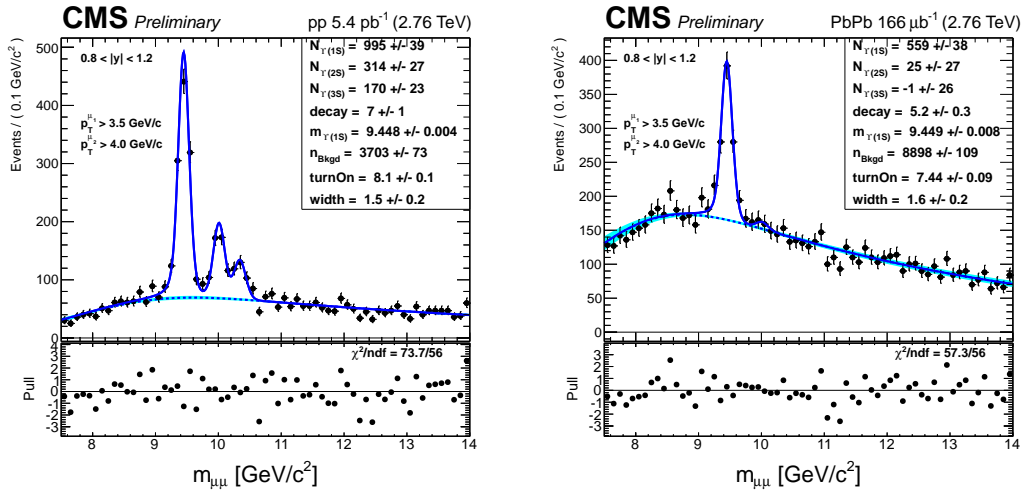 CMS Preliminary pp 5.4 pb⁻¹ (2.76 TeV)
Events / ( 0.1 GeV/c² )
500
400
300
200
100
0
0.8 < |y| < 1.2
p_T^μ¹ > 3.5 GeV/c
p_T^μ² > 4.0 GeV/c
N_ϒ(1S) = 995 +/- 39
N_ϒ(2S) = 314 +/- 27
N_ϒ(3S) = 170 +/- 23
decay = 7 +/- 1
m_ϒ(1S) = 9.448 +/- 0.004
n_Bkgd = 3703 +/- 73
turnOn = 8.1 +/- 0.1
width = 1.5 +/- 0.2
Pull
4
3
2
1
0
-1
-2
-3
χ²/ndf = 73.7/56
8 9 10 11 12 13 14
m_μμ [GeV/c²]
CMS Preliminary PbPb 166 μb⁻¹ (2.76 TeV)
Events / ( 0.1 GeV/c² )
400
350
300
250
200
150
100
50
0
0.8 < |y| < 1.2
p_T^μ¹ > 3.5 GeV/c
p_T^μ² > 4.0 GeV/c
N_ϒ(1S) = 559 +/- 38
N_ϒ(2S) = 25 +/- 27
N_ϒ(3S) = -1 +/- 26
decay = 5.2 +/- 0.3
m_ϒ(1S) = 9.449 +/- 0.008
n_Bkgd = 8898 +/- 109
turnOn = 7.44 +/- 0.09
width = 1.6 +/- 0.2
Pull
3
2
1
0
-1
-2
-3
χ²/ndf = 57.3/56
8 9 10 11 12 13 14
m_μμ [GeV/c²]